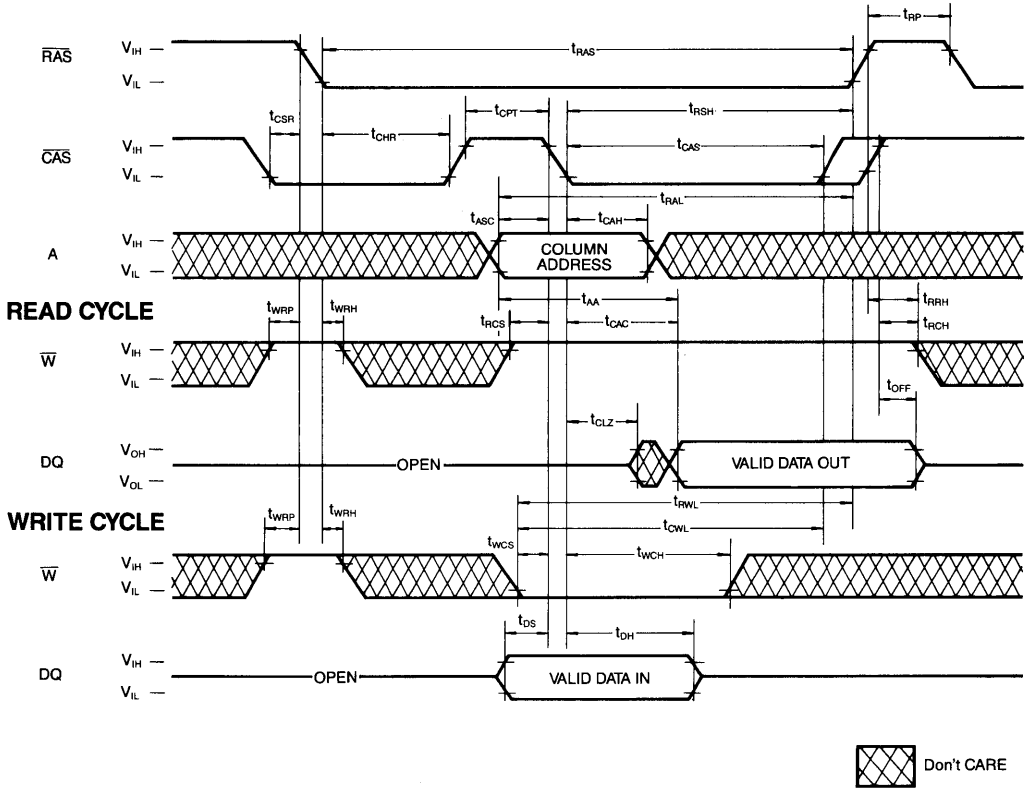 tRP
RAS
VIH
tRAS
VIL
tCSR
tCPT
tRSH
CAS
VIH
tCHR
tCAS
VIL
tRAL
tASC
tCAH
A
VIH
VIL
COLUMN
ADDRESS
READ CYCLE
tAA
tRRH
tWRP
tWRH
tRCS
tCAC
tRCH
W
VIH
VIL
tOFF
tCLZ
DQ
VOH
VOL
OPEN
VALID DATA OUT
WRITE CYCLE
tRWL
tWRP
tWRH
tCWL
tWCS
tWCH
W
VIH
VIL
tDS
tDH
DQ
VIH
VIL
OPEN
VALID DATA IN
Don't CARE